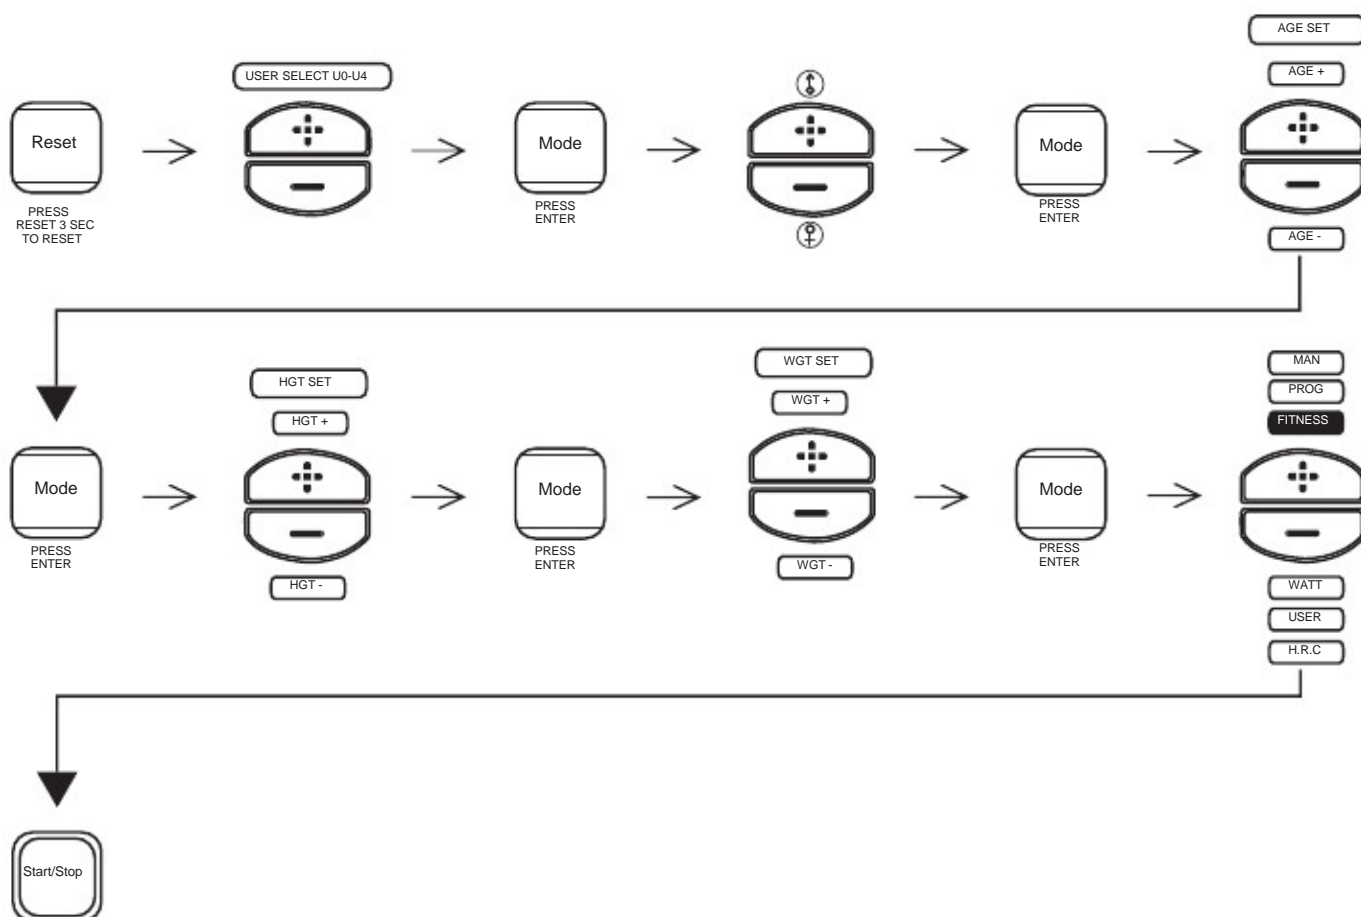 AGE SET
USER SELECT U0-U4
AGE +
Reset
Mode
Mode
PRESS
RESET 3 SEC
TO RESET
PRESS
ENTER
PRESS
ENTER
AGE -
HGT SET
HGT +
WGT SET
WGT +
MAN
PROG
FITNESS
Mode
Mode
Mode
PRESS
ENTER
HGT -
PRESS
ENTER
WGT -
PRESS
ENTER
WATT
USER
H.R.C
Start/Stop